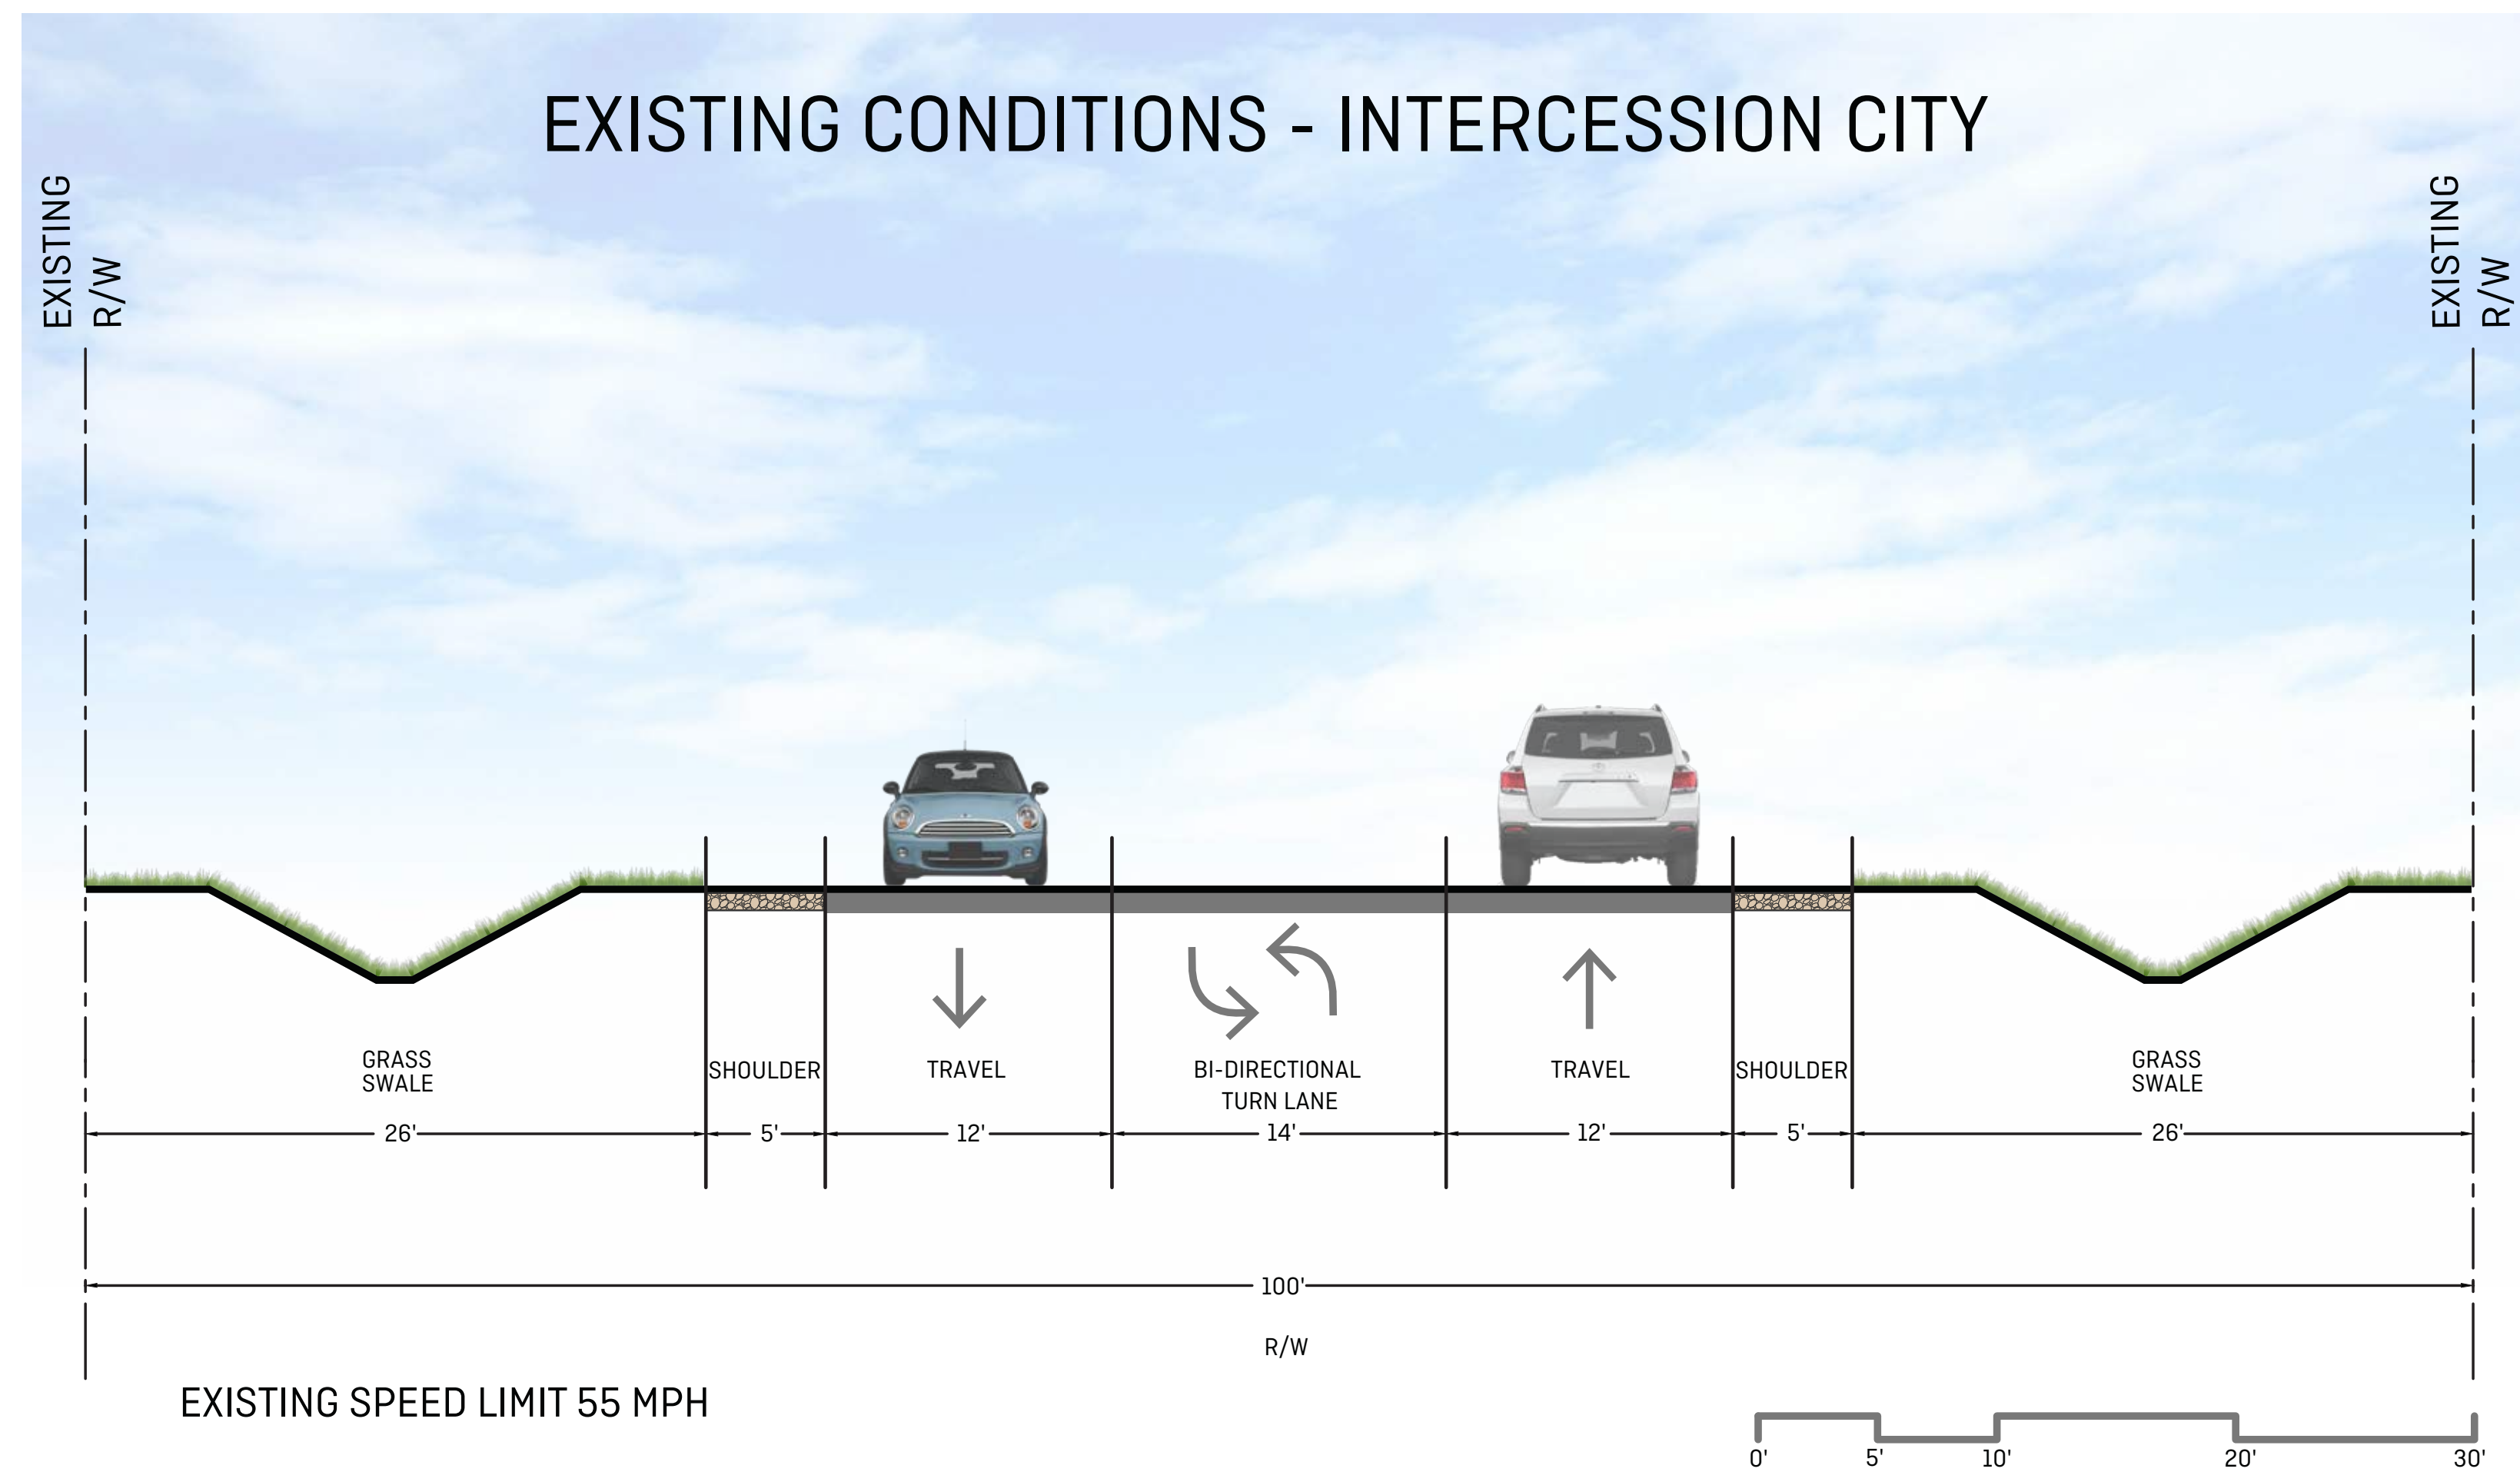 EXISTING CONDITIONS - INTERCESSION CITY
EXISTING
R/W
EXISTING
R/W
GRASS
SWALE
SHOULDER
TRAVEL
BI-DIRECTIONAL
TURN LANE
TRAVEL
SHOULDER
GRASS
SWALE
26'
5'
12'
14'
12'
5'
26'
100'
R/W
EXISTING SPEED LIMIT 55 MPH
0'
5'
10'
20'
30'